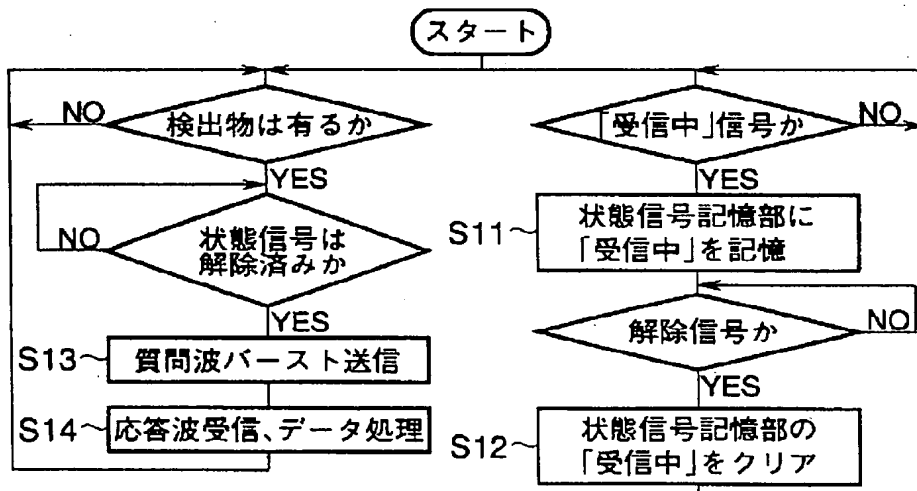 スタート
検出物は有るか
NO
YES
状態信号は
解除済みか
NO
YES
S13
質問波バースト送信
S14
応答波受信、データ処理
「受信中」信号か
NO
YES
S11
状態信号記憶部に
「受信中」を記憶
解除信号か
NO
YES
S12
状態信号記憶部の
「受信中」をクリア